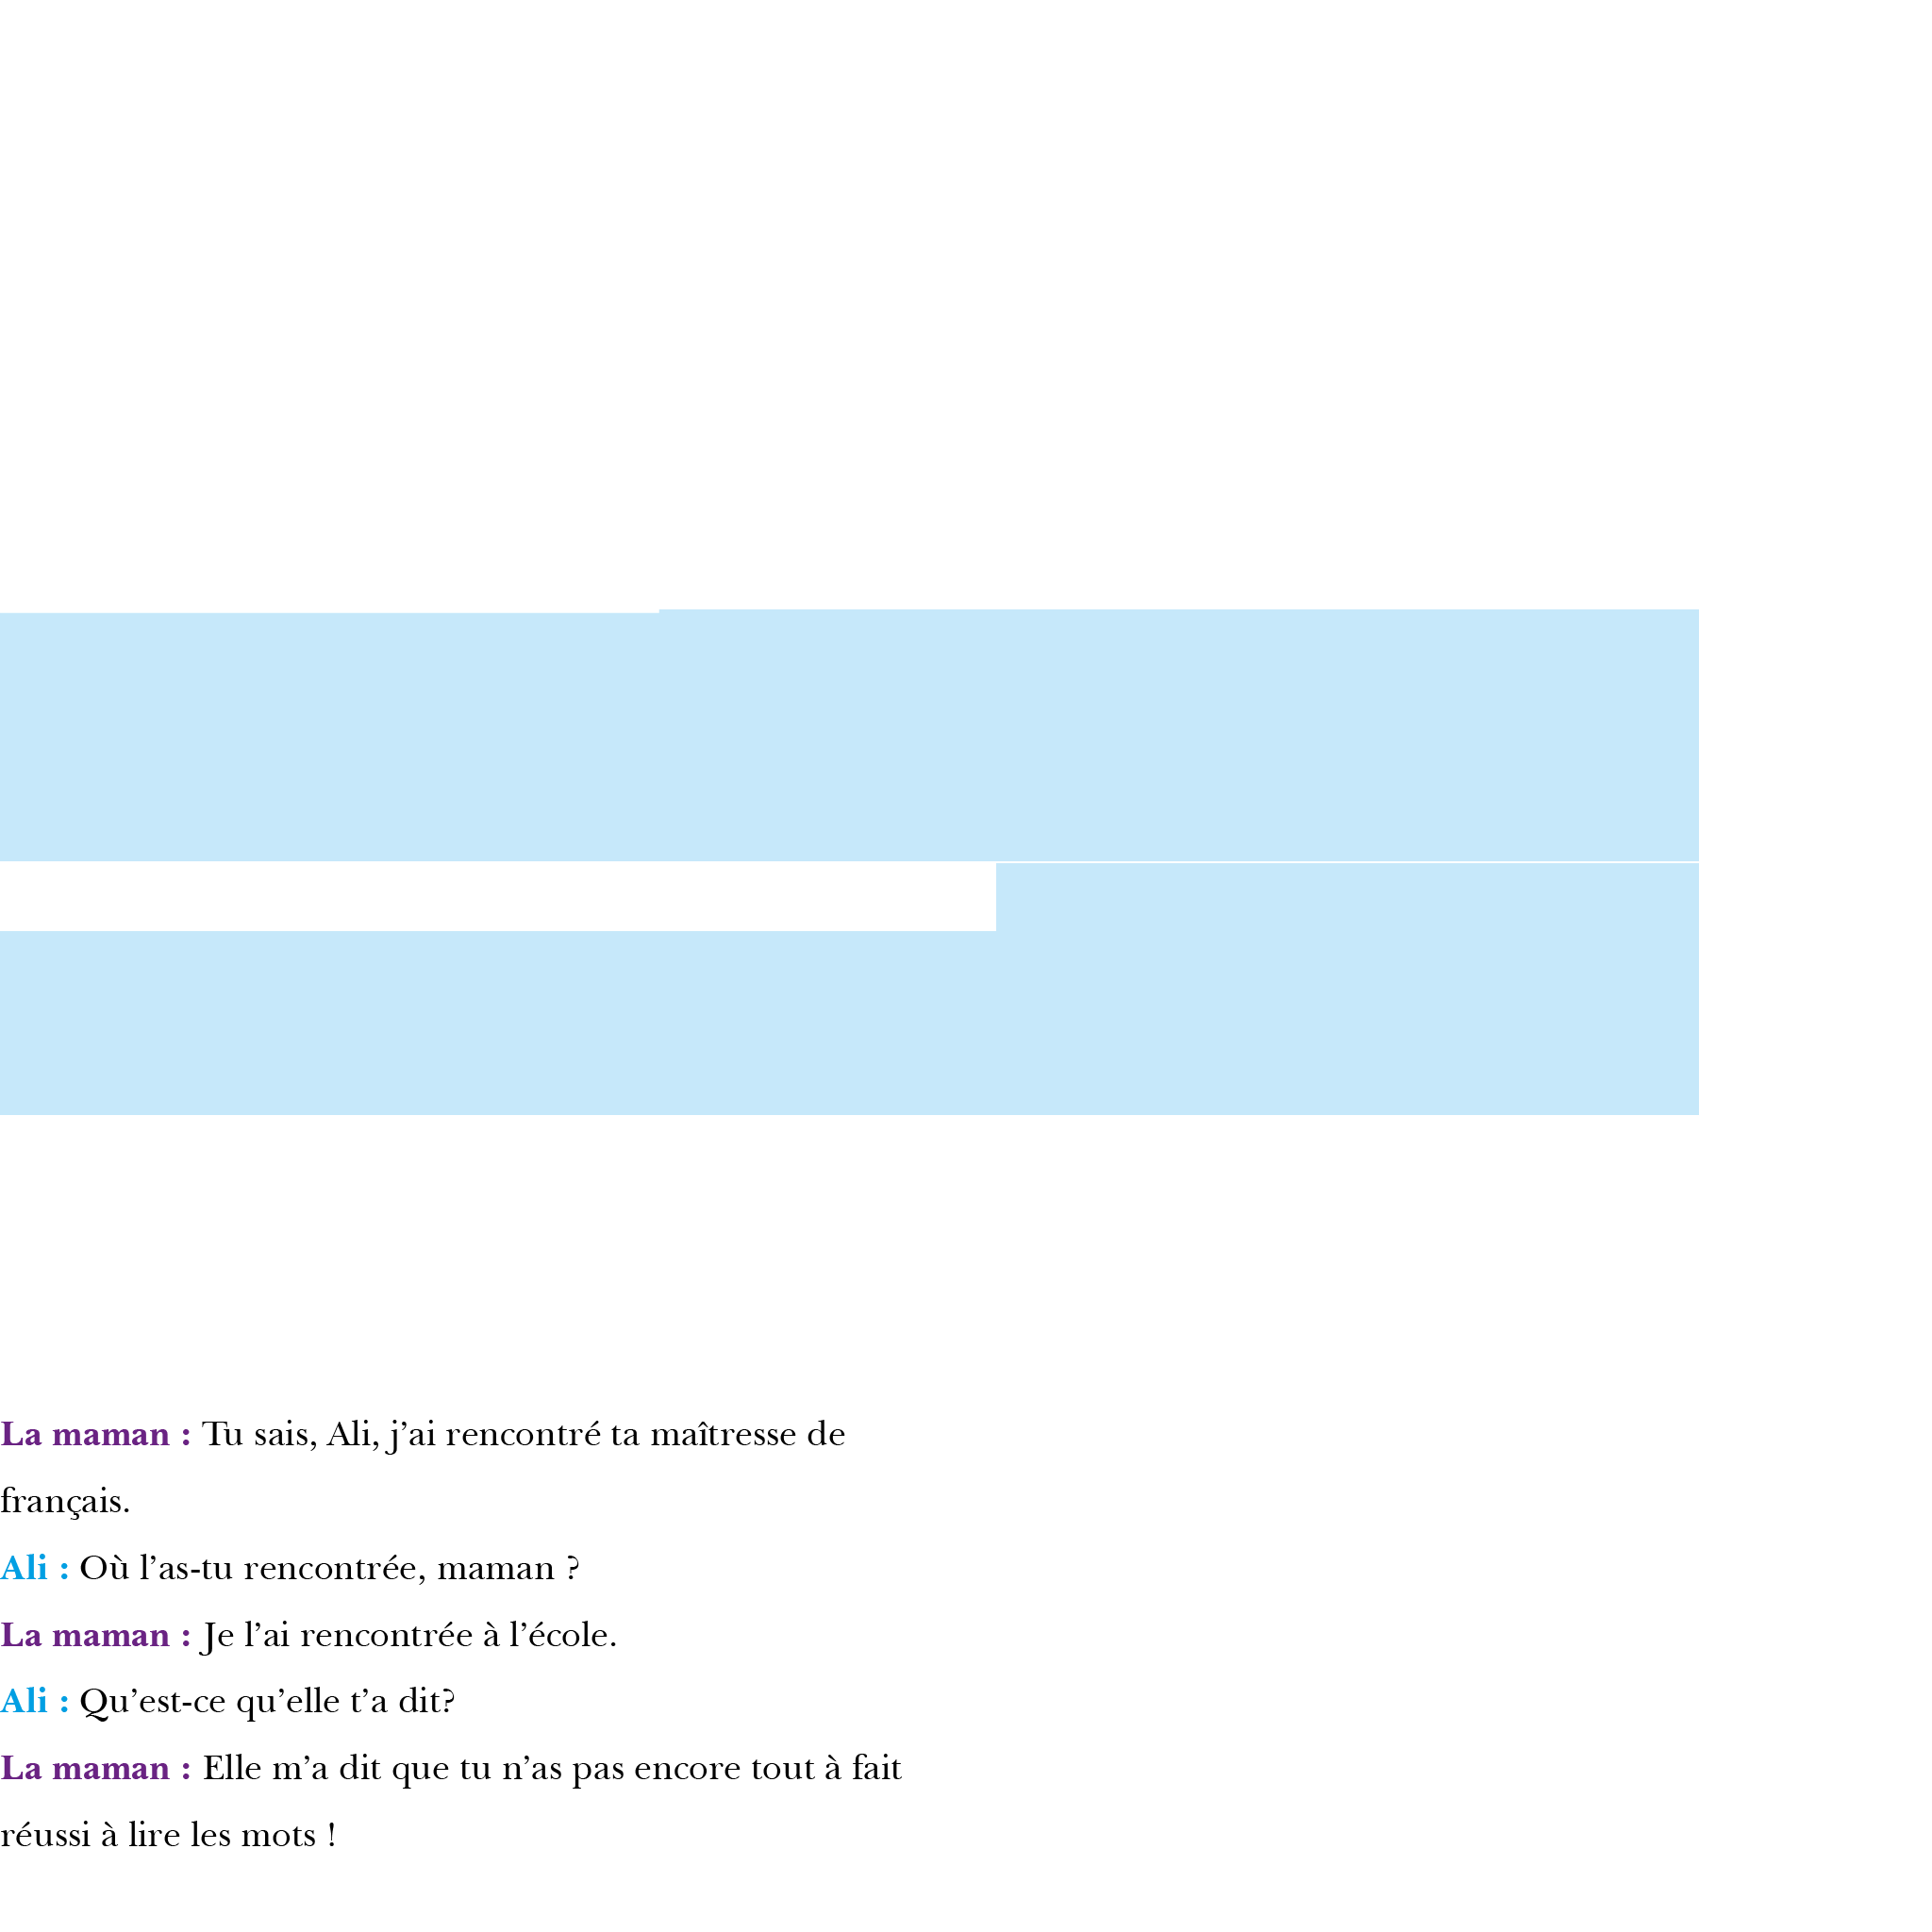 La maman : Tu sais, Ali, j’ai rencontré ta maîtresse de
français.
Ali : Où l’as-tu rencontrée, maman ?
La maman : Je l’ai rencontrée à l’école.
Ali : Qu’est-ce qu’elle t’a dit?
La maman : Elle m’a dit que tu n’as pas encore tout à fait
réussi à lire les mots !